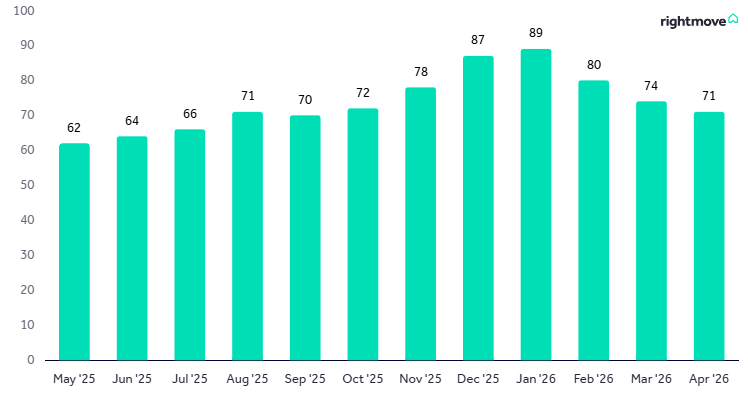 100
rightmove
90
80
70
60
50
40
30
20
10
0
62
64
66
71
70
72
78
87
89
80
74
71
May '25
Jun '25
Jul '25
Aug '25
Sep '25
Oct '25
Nov '25
Dec '25
Jan '26
Feb '26
Mar '26
Apr '26